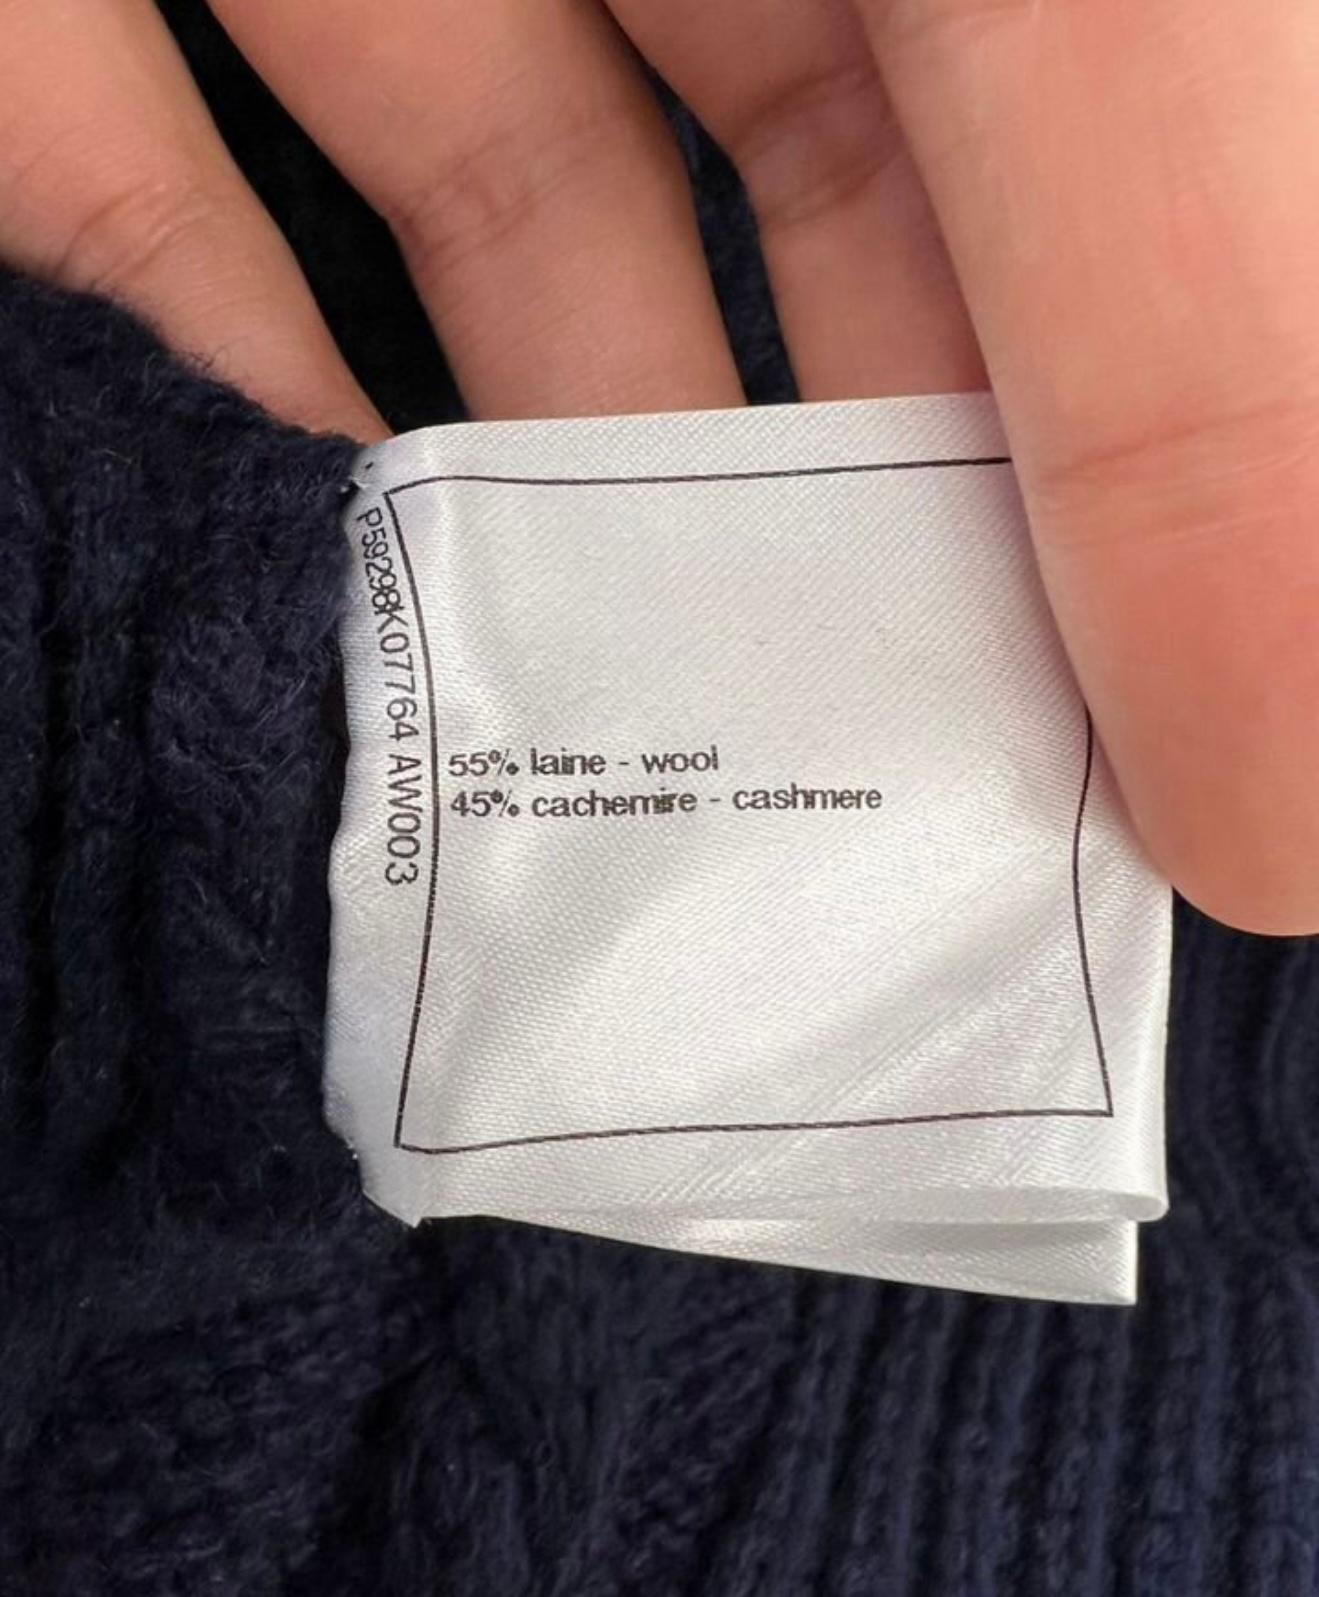 P59298K07764 AW003
55% laine - wool
45% cachemire - cashmere